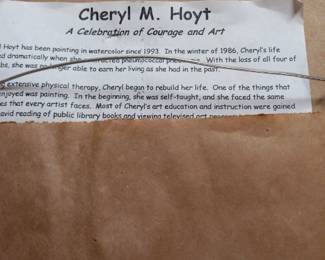 Cheryl M. Hoyt
A Celebration of Courage and Art
Hoyt has been painting in watercolor since 1993. In the winter of 1986, Cheryl's life
d dramatically when she contracted pneumococcal. With the loss of all four of
bs, she was no longer able to earn her living as she had in the past.
extensive physical therapy, Cheryl began to rebuild her life. One of the things that
enjoyed was painting. In the beginning, she was self-taught, and she faced the same
es that every artist faces. Most of Cheryl's art education and instruction were gained
avid reading of public library books and viewing televised art